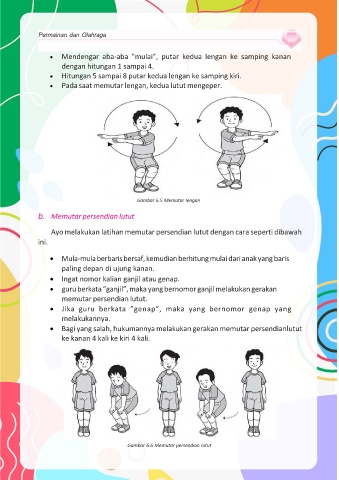 Permainan dan Olahraga
• Mendengar aba-aba "mulai", putar kedua lengan ke samping kanan
dengan hitungan 1 sampai 4.
• Hitungan 5 sampai 8 putar kedua lengan ke samping kiri.
• Pada saat memutar lengan, kedua lutut mengeper.
Gambar 6.5 Memutar lengan
b. Memutar persendian lutut
Ayo melakukan latihan memutar persendian lutut dengan cara seperti dibawah
ini.
• Mula-mula berbaris bersaf, kemudian berhitung mulai dari anak yang baris
paling depan di ujung kanan.
• Ingat nomor kalian ganjil atau genap.
• guru berkata "ganjil", maka yang bernomor ganjil melakukan gerakan
memutar persendian lutut.
• Jika guru berkata "genap", maka yang bernomor genap yang
melakukannya.
• Bagi yang salah, hukumannya melakukan gerakan memutar persendianlutut
ke kanan 4 kali ke kiri 4 kali.
Gambar 6.6 Memutar persendian lutut